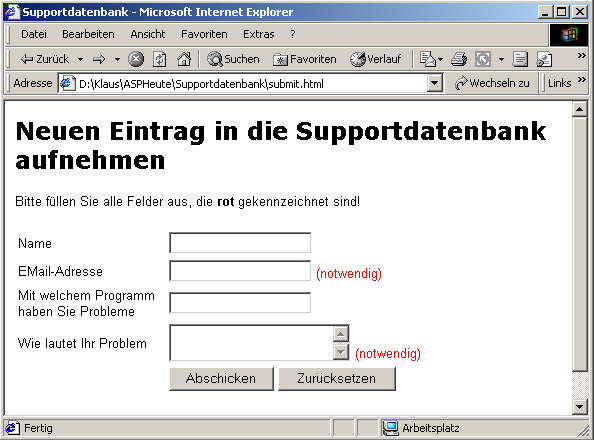 Supportdatenbank - Microsoft Internet Explorer
Datei Bearbeiten Ansicht Favoriten Extras ?
Zurück Suchen Favoriten Verlauf »
Adresse D:\Klaus\ASPHeute\Supportdatenbank\submit.html Wechseln zu Links »
Neuen Eintrag in die Supportdatenbank
aufnehmen
Bitte füllen Sie alle Felder aus, die rot gekennzeichnet sind!
Name
EMail-Adresse (notwendig)
Mit welchem Programm
haben Sie Probleme
Wie lautet Ihr Problem (notwendig)
Abschicken Zurücksetzen
Fertig Arbeitsplatz